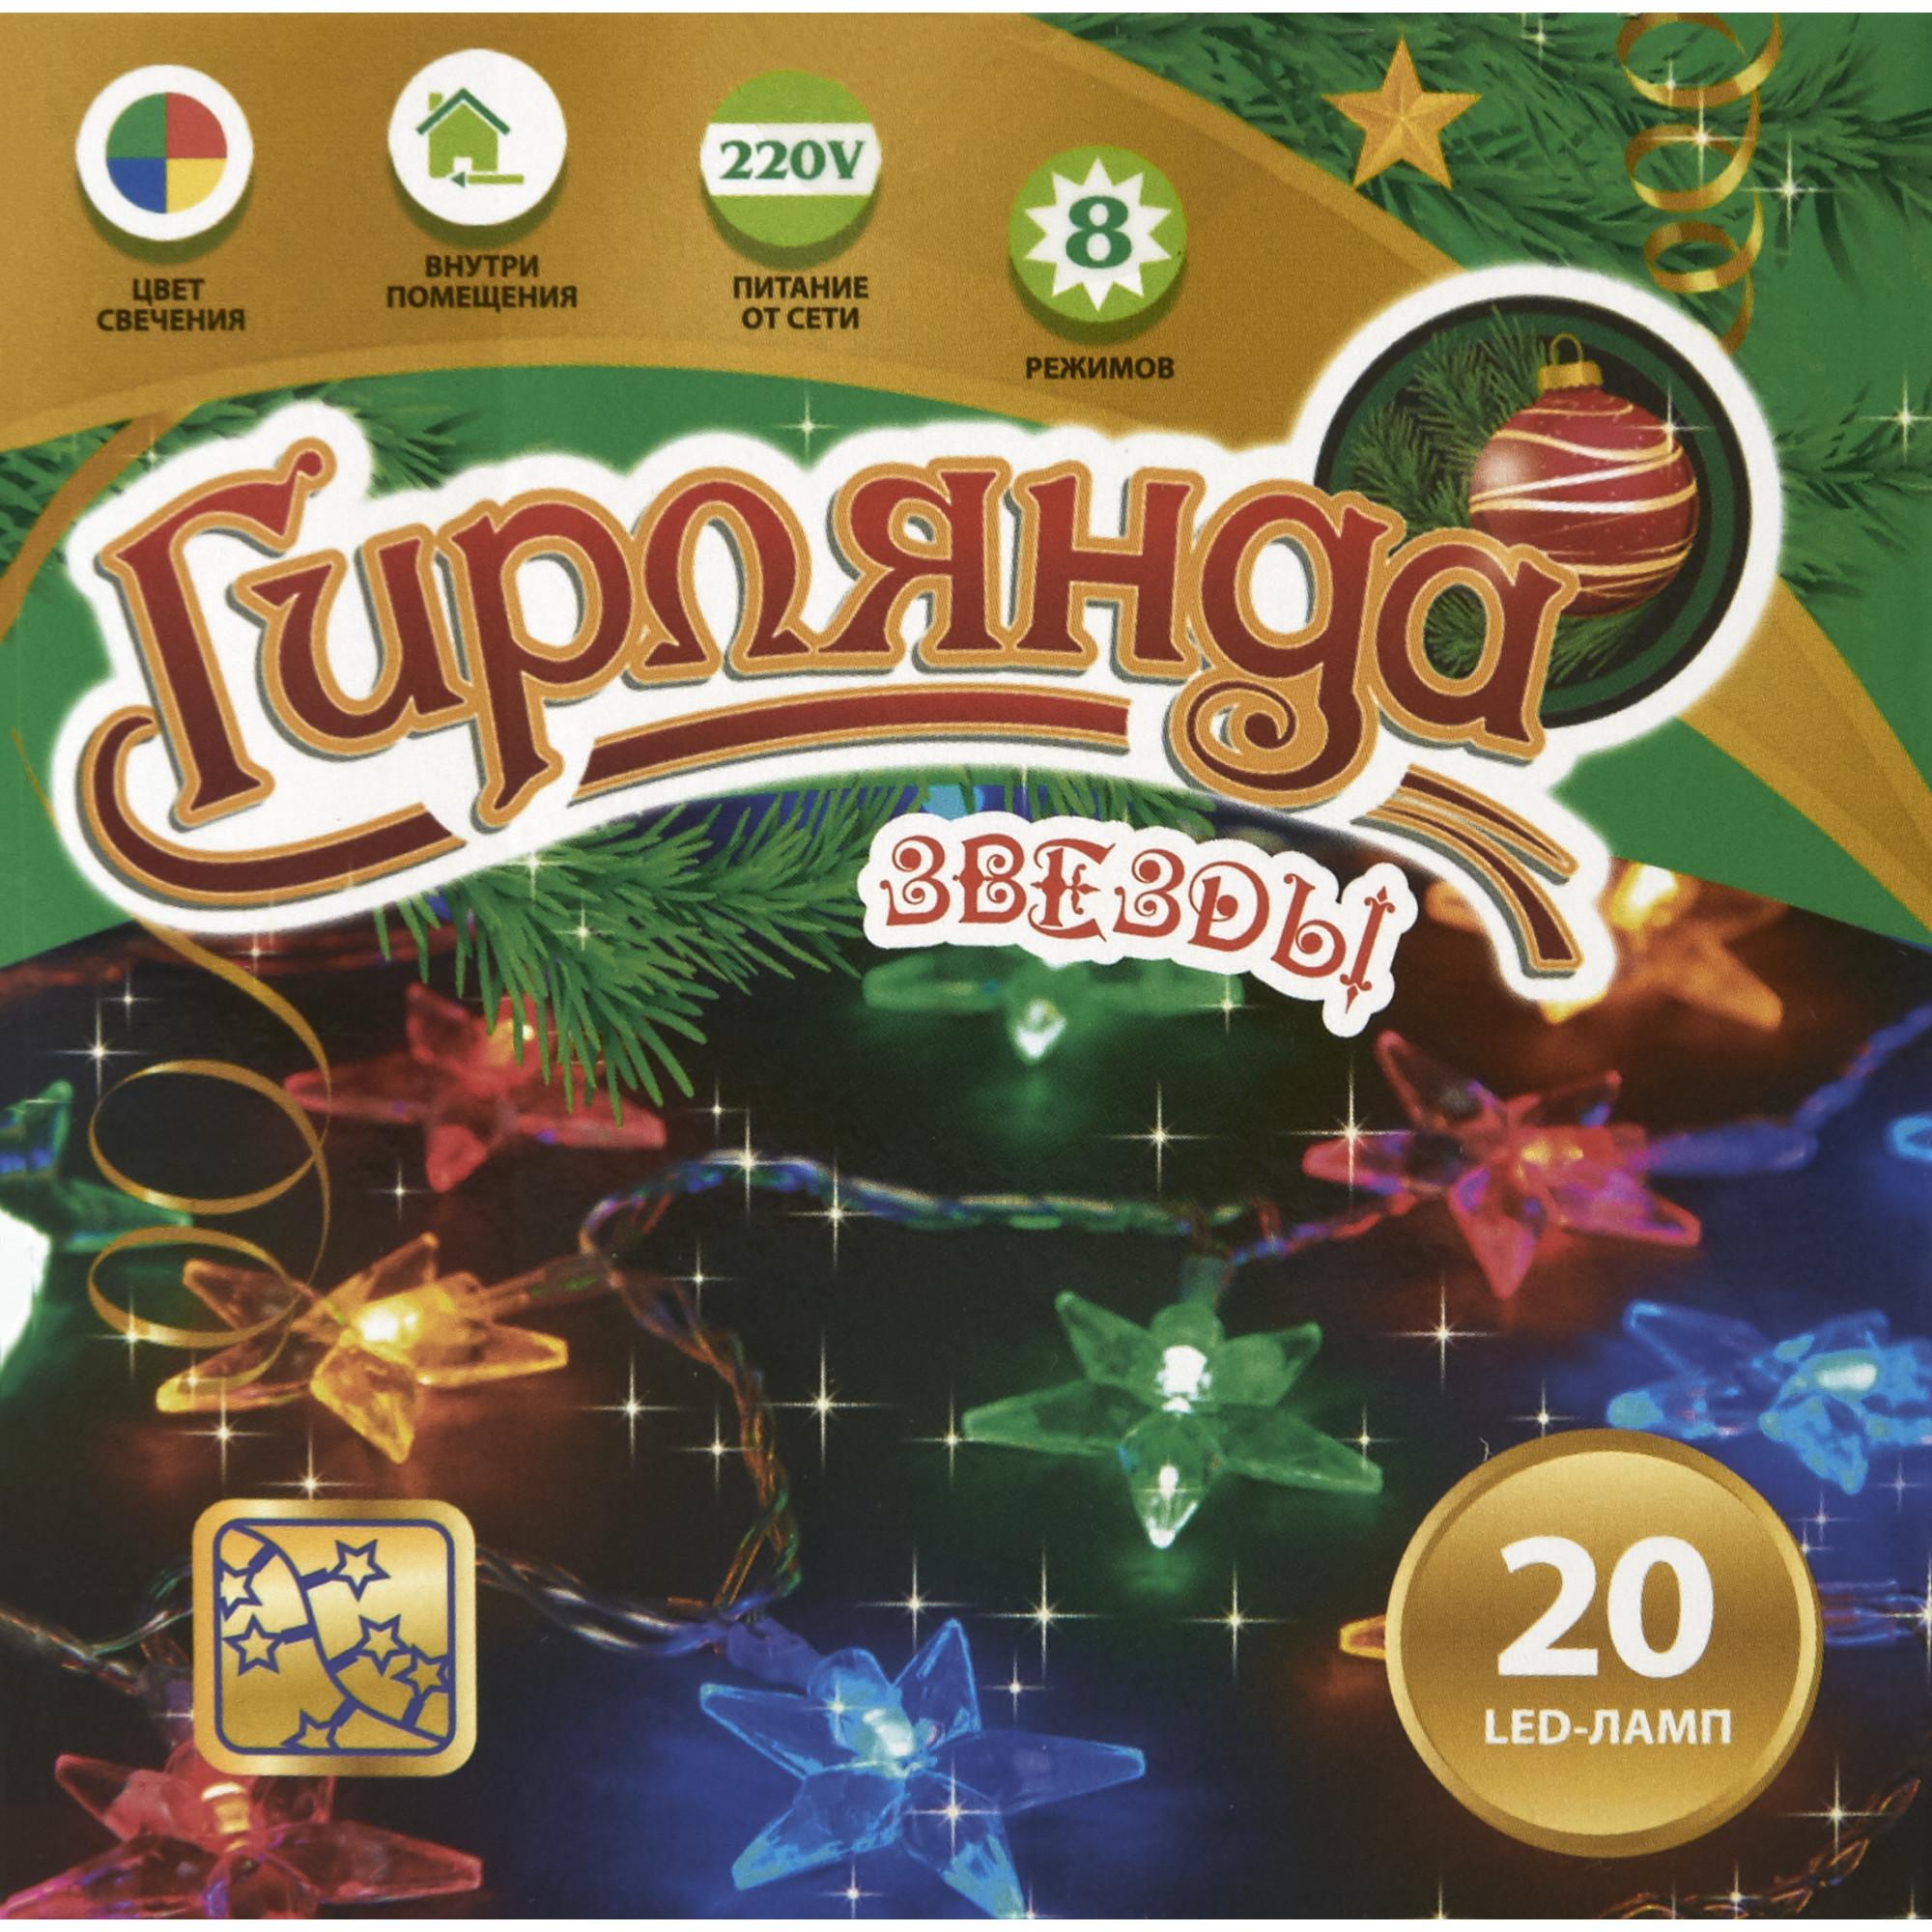 ЦВЕТ
СВЕЧЕНИЯ
ВНУТРИ
ПОМЕЩЕНИЯ
220V
ПИТАНИЕ
ОТ СЕТИ
8
РЕЖИМОВ
Гирлянда
ЗВЕЗДЫ
20
LED-ЛАМП